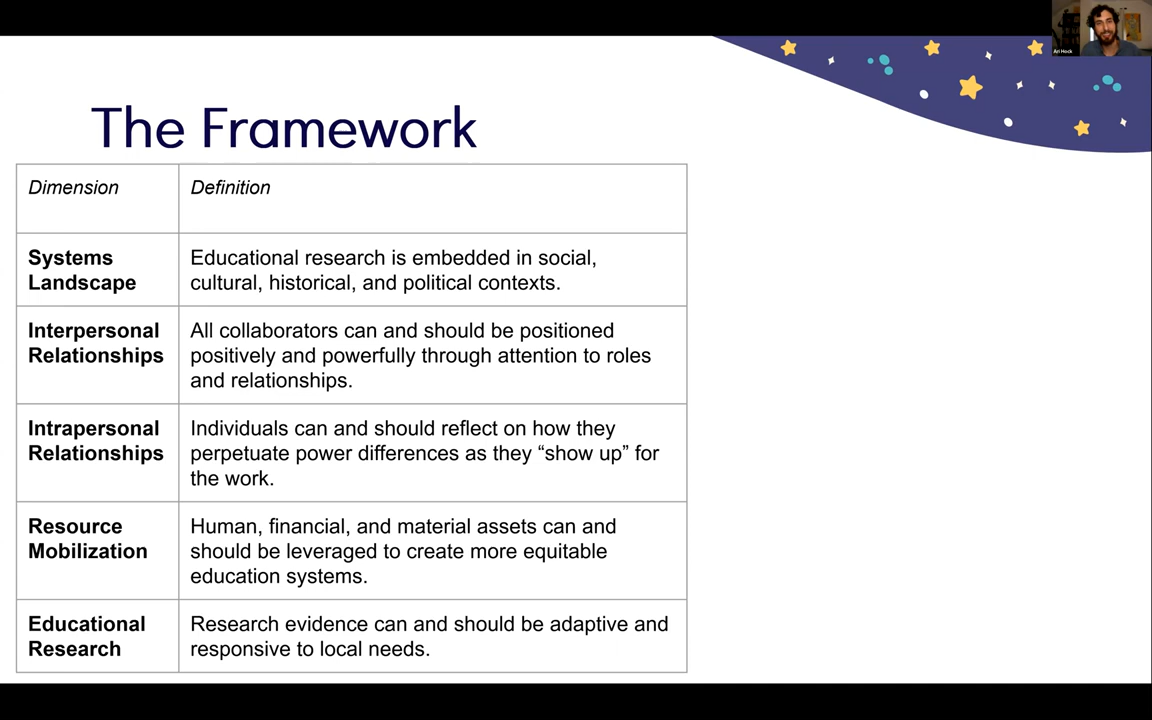 Ari Hock
The Framework
Dimension
Definition
Systems
Landscape
Educational research is embedded in social,
cultural, historical, and political contexts.
Interpersonal
Relationships
All collaborators can and should be positioned
positively and powerfully through attention to roles
and relationships.
Intrapersonal
Relationships
Individuals can and should reflect on how they
perpetuate power differences as they “show up” for
the work.
Resource
Mobilization
Human, financial, and material assets can and
should be leveraged to create more equitable
education systems.
Educational
Research
Research evidence can and should be adaptive and
responsive to local needs.